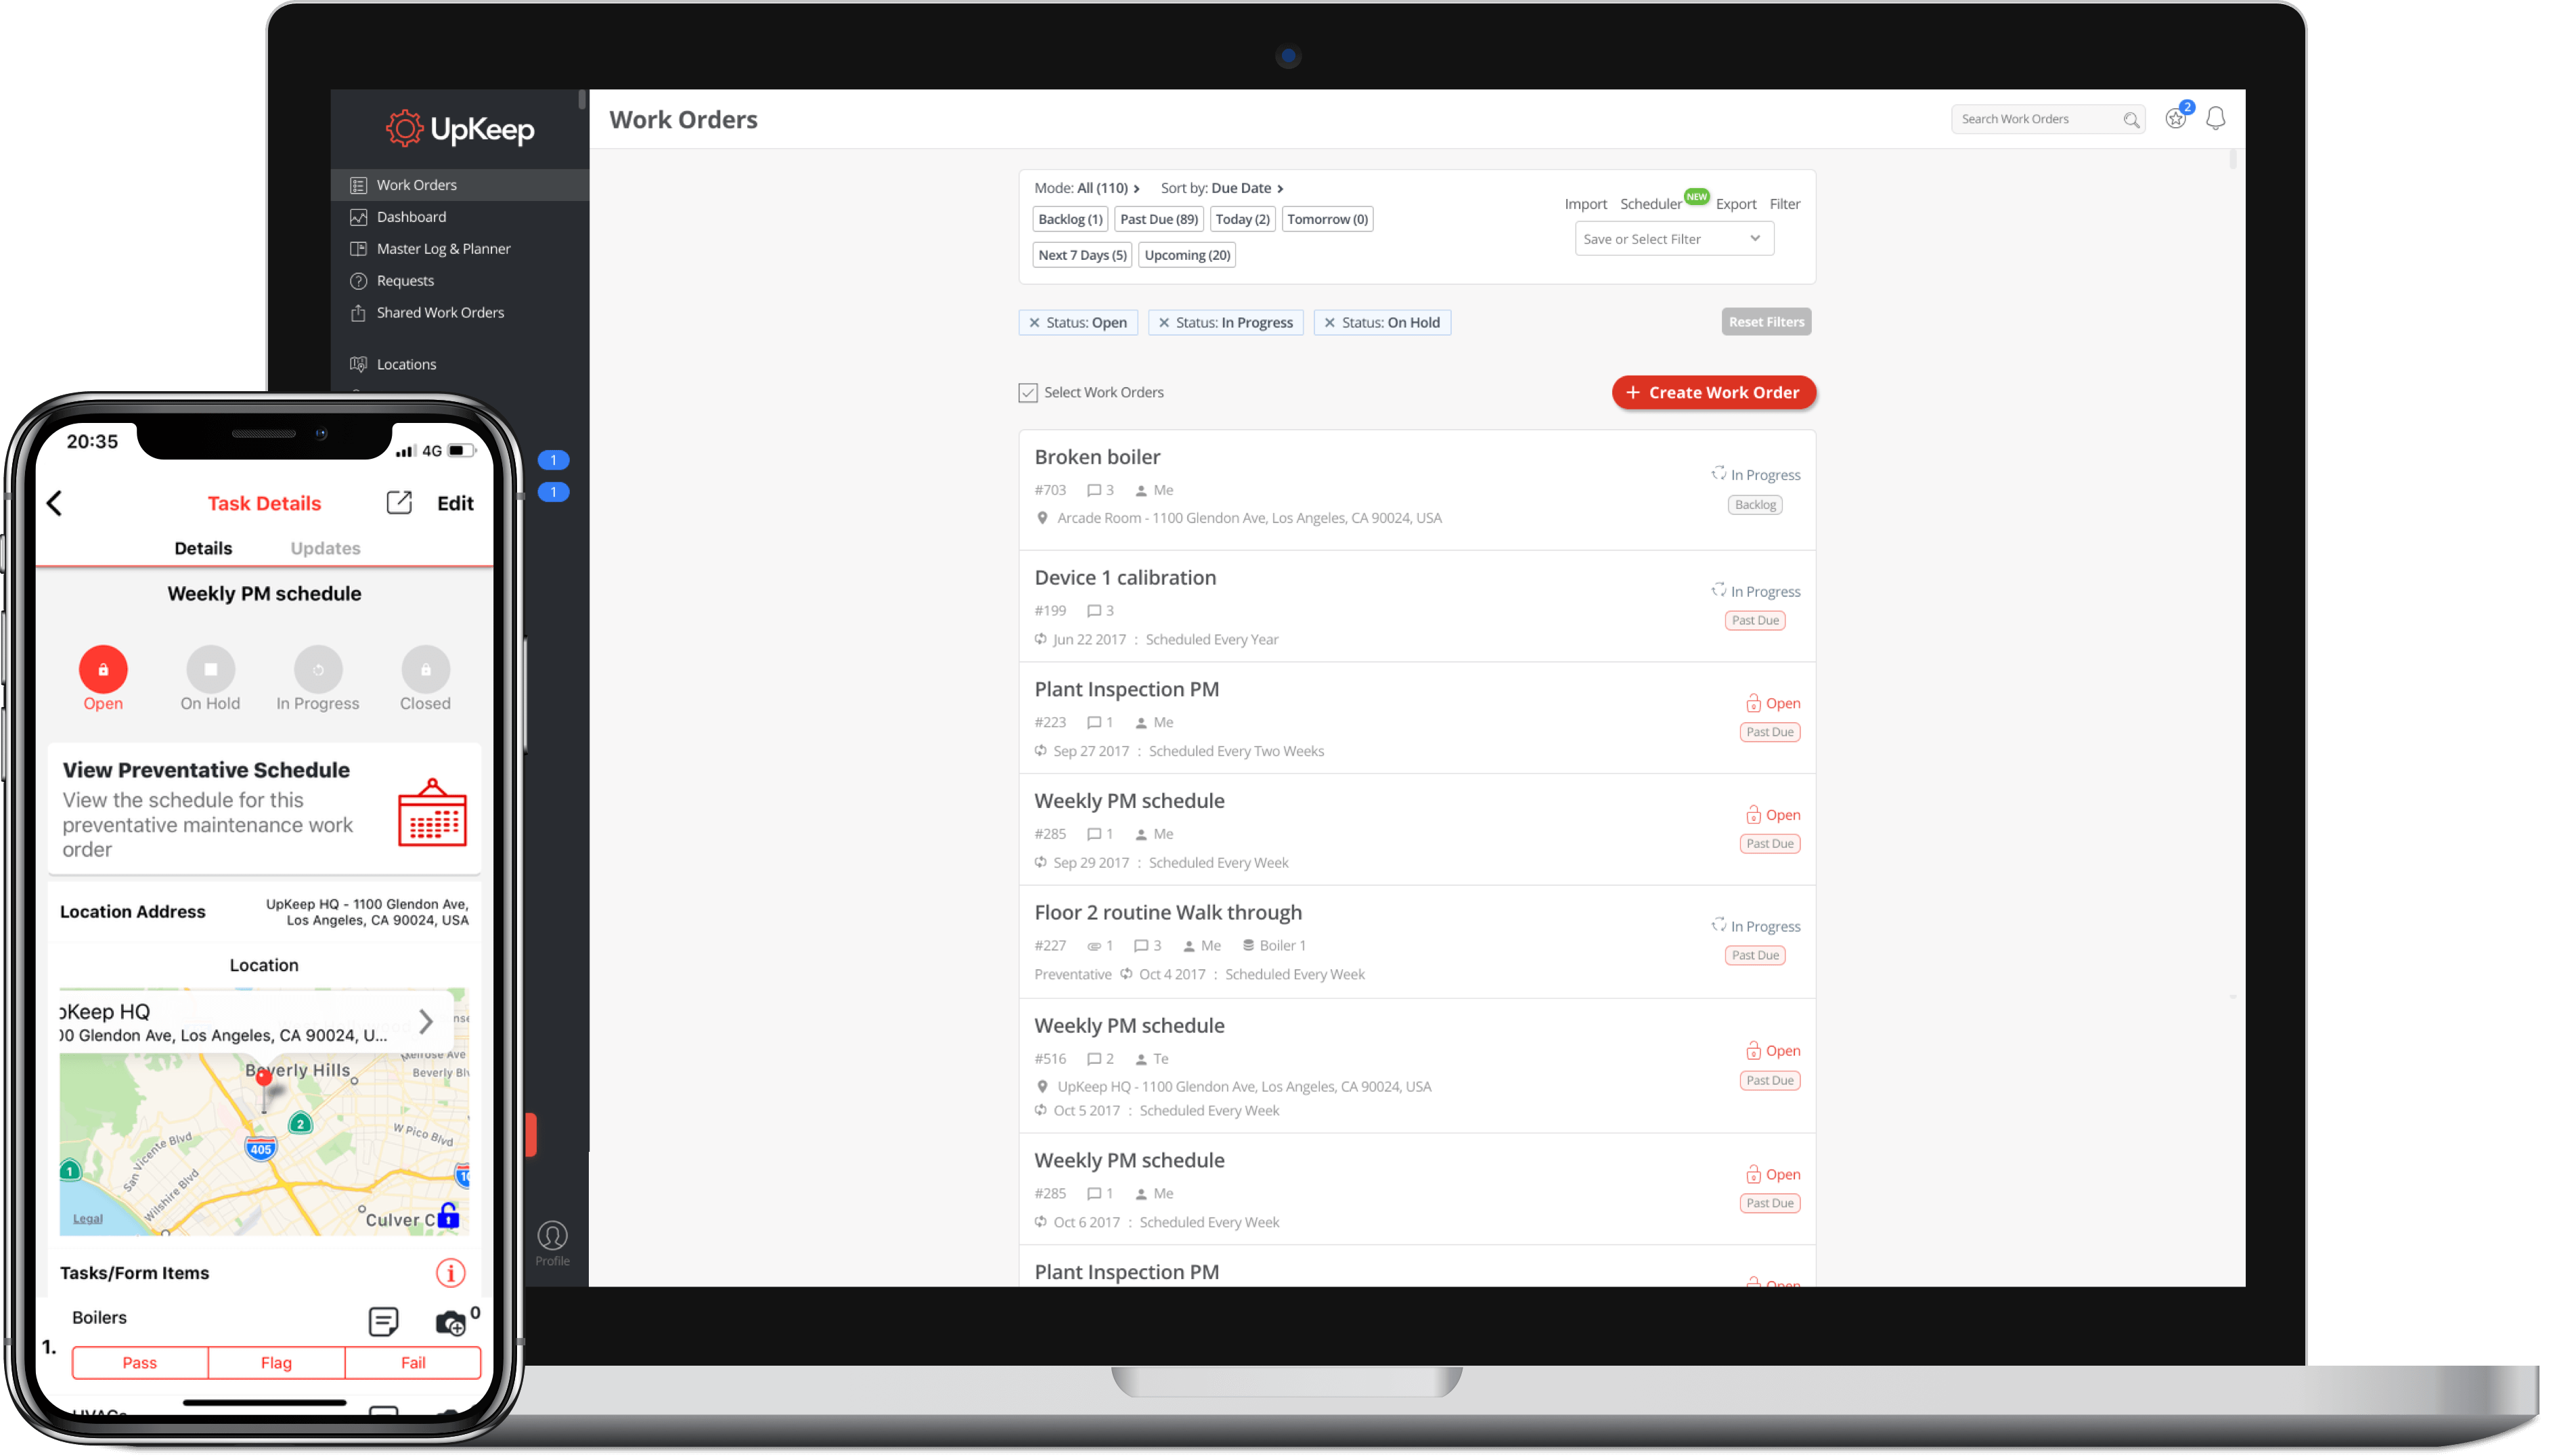 UpKeep
Work Orders
Dashboard
Master Log & Planner
Requests
Shared Work Orders
Locations
1
1
Profile
Work Orders
Search Work Orders
2
Mode: All (110)
Sort by: Due Date
Backlog (1)
Past Due (89)
Today (2)
Tomorrow (0)
Next 7 Days (5)
Upcoming (20)
Import
Scheduler
NEW
Export
Filter
Save or Select Filter
Status: Open
Status: In Progress
Status: On Hold
Reset Filters
Select Work Orders
+ Create Work Order
Broken boiler
#703 3 Me
Arcade Room - 1100 Glendon Ave, Los Angeles, CA 90024, USA
In Progress
Backlog
Device 1 calibration
#199 3
Jun 22 2017 : Scheduled Every Year
In Progress
Past Due
Plant Inspection PM
#223 1 Me
Sep 27 2017 : Scheduled Every Two Weeks
Open
Past Due
Weekly PM schedule
#285 1 Me
Sep 29 2017 : Scheduled Every Week
Open
Past Due
Floor 2 routine Walk through
#227 1 3 Me Boiler 1
Preventative Oct 4 2017 : Scheduled Every Week
In Progress
Past Due
Weekly PM schedule
#516 2 Te
UpKeep HQ - 1100 Glendon Ave, Los Angeles, CA 90024, USA
Oct 5 2017 : Scheduled Every Week
Open
Past Due
Weekly PM schedule
#285 1 Me
Oct 6 2017 : Scheduled Every Week
Open
Past Due
Plant Inspection PM
Open
20:35
4G
Task Details
Edit
Details
Updates
Weekly PM schedule
Open
On Hold
In Progress
Closed
View Preventative Schedule
View the schedule for this
preventative maintenance work
order
Location Address
UpKeep HQ - 1100 Glendon Ave,
Los Angeles, CA 90024, USA
Location
pKeep HQ
00 Glendon Ave, Los Angeles, CA 90024, U...
Melrose Ave
Beverly Hills
Beverly Blv
2
W Pico Blvd
405
San Vicente Blvd
1
10
Wilshire Blvd
Legal
Culver C
Tasks/Form Items
Boilers
0
1.
Pass
Flag
Fail
HVACs